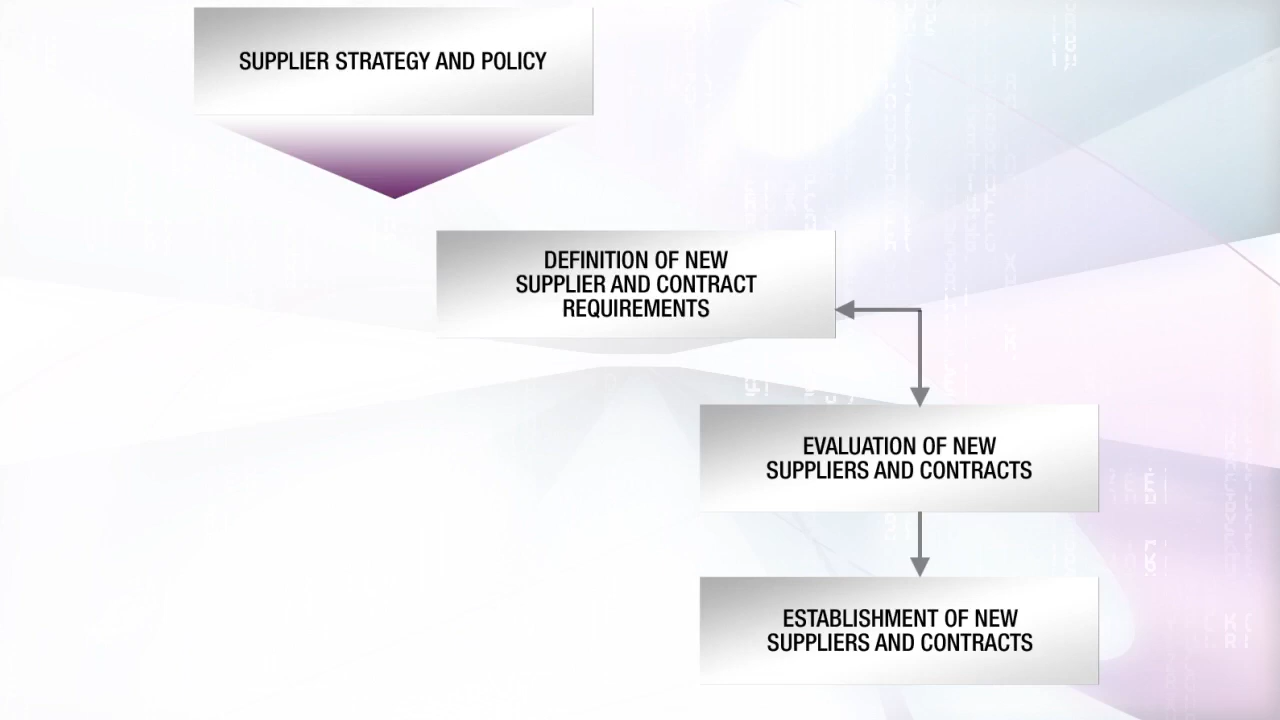 SUPPLIER STRATEGY AND POLICY
DEFINITION OF NEW
SUPPLIER AND CONTRACT
REQUIREMENTS
EVALUATION OF NEW
SUPPLIERS AND CONTRACTS
ESTABLISHMENT OF NEW
SUPPLIERS AND CONTRACTS